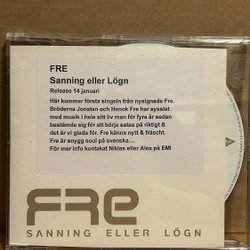 FRE
Sanning eller Lögn
Release 14 januari
Här kommer första singeln från nysignade Fre.
Bröderna Jonatan och Henok Fre har sysslat
med musik i hela sitt liv men för fyra år sedan
bestämde sig för att börja satsa på riktigt &
det är vi glada för. Fre känns nytt & fräscht.
Fre är snygg soul på svenska...
För mer info kontakat Niklas eller Alex på EMI
FRE
SANNING ELLER LÖGN